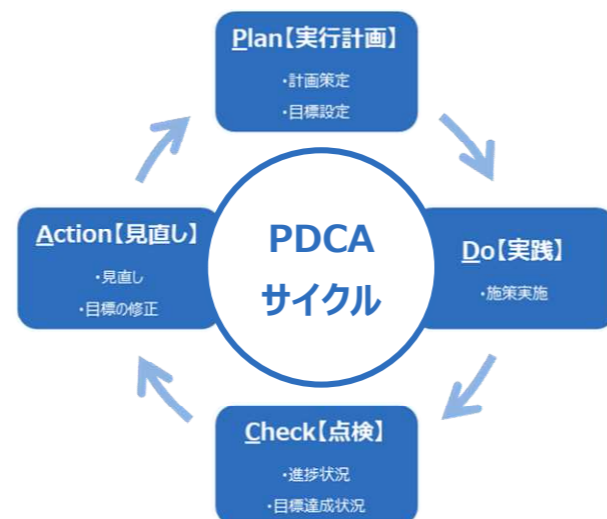 Plan【実行計画】
・計画策定
・目標設定
Action【見直し】
・見直し
・目標の修正
PDCA
サイクル
Do【実践】
・施策実施
Check【点検】
・進捗状況
・目標達成状況